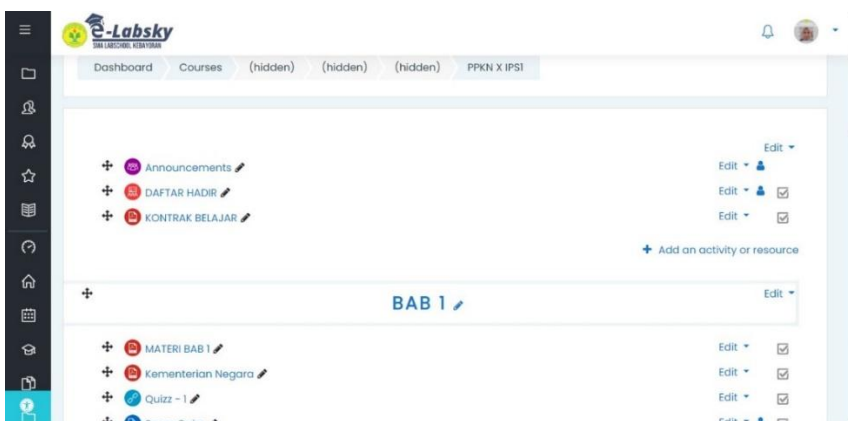 e-Labsky
SMA LABSCHOOL KEBAYORAN
Dashboard Courses (hidden) (hidden) (hidden) PPKN X IPS1
Edit
Announcements Edit
DAFTAR HADIR Edit
KONTRAK BELAJAR Edit
+ Add an activity or resource
BAB 1 Edit
MATERI BAB 1 Edit
Kementerian Negara Edit
Quizz - 1 Edit
Edit